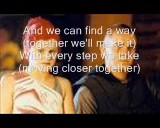 And we can find a way
(together we'll make it)
With every step we take
(moving closer together)